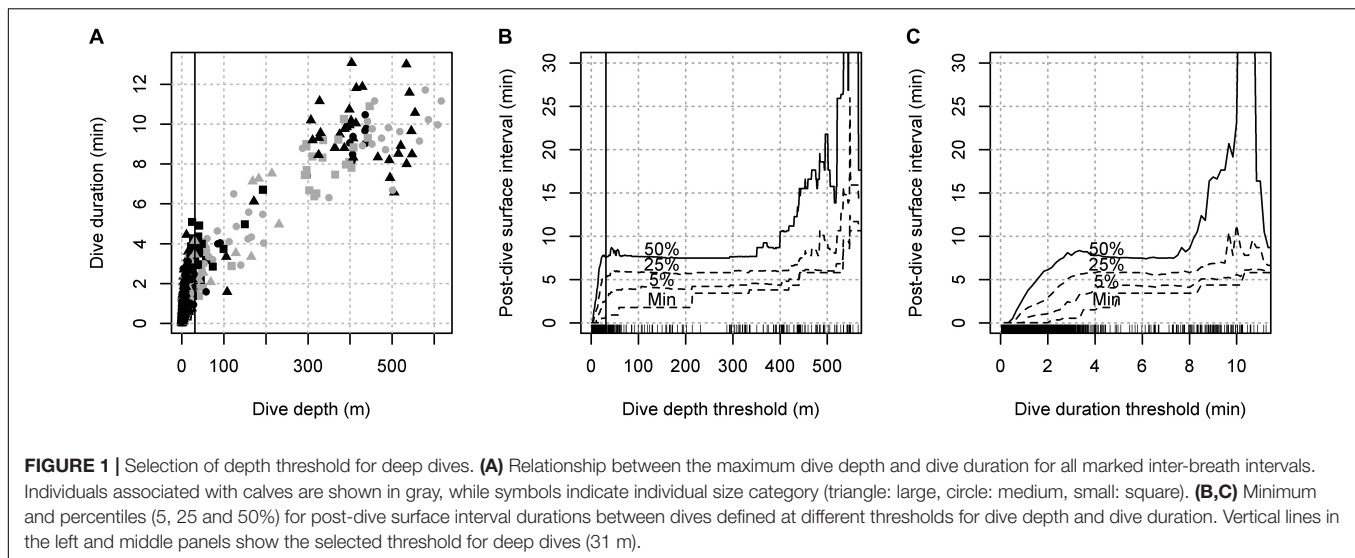 A
B
C
Dive duration (min)
12
10
8
6
4
2
0
0 100 300 500
Dive depth (m)
Post-dive surface interval (min)
30
25
20
15
10
5
0
50%
25%
5%
Min
0 100 200 300 400 500
Dive depth threshold (m)
Post-dive surface interval (min)
30
25
20
15
10
5
0
50%
25%
5%
Min
0 2 4 6 8 10
Dive duration threshold (min)
FIGURE 1 | Selection of depth threshold for deep dives. (A) Relationship between the maximum dive depth and dive duration for all marked inter-breath intervals.
Individuals associated with calves are shown in gray, while symbols indicate individual size category (triangle: large, circle: medium, small: square). (B,C) Minimum
and percentiles (5, 25 and 50%) for post-dive surface interval durations between dives defined at different thresholds for dive depth and dive duration. Vertical lines in
the left and middle panels show the selected threshold for deep dives (31 m).